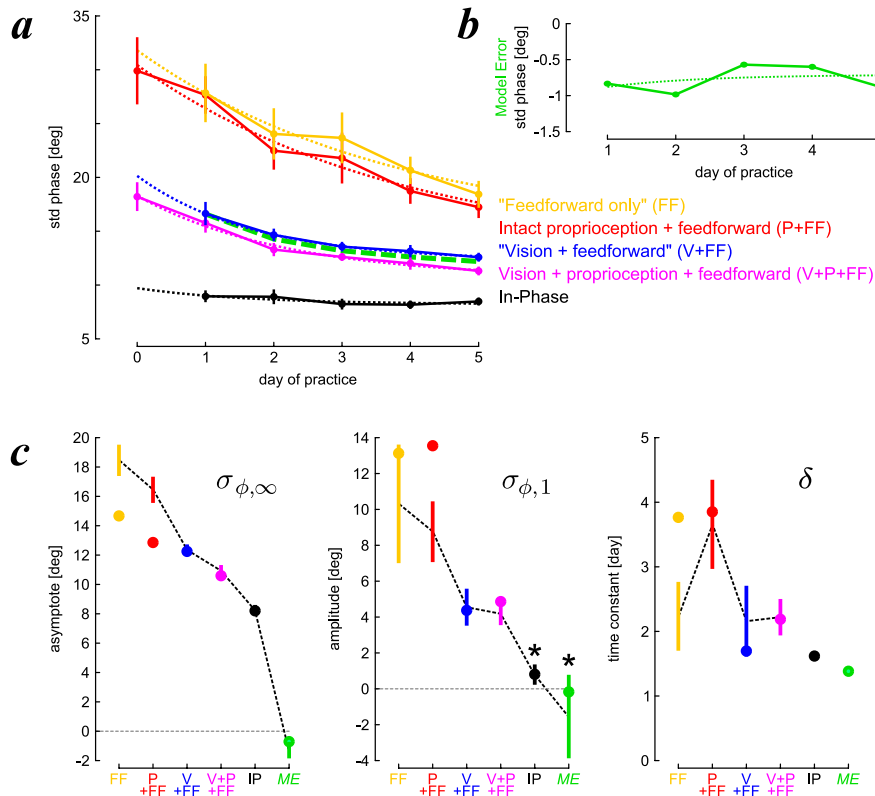 a
35
20
5
std phase [deg]
0 1 2 3 4 5
day of practice
b
0
−0.5
−1
−1.5
Model Error
std phase [deg]
1 2 3 4
day of practice
"Feedforward only" (FF)
Intact proprioception + feedforward (P+FF)
"Vision + feedforward" (V+FF)
Vision + proprioception + feedforward (V+P+FF)
In-Phase
c
20
18
16
14
12
10
8
6
4
2
0
-2
asymptote [deg]
σϕ,∞
FF P V V+P IP ME
+FF +FF +FF
14
12
10
8
6
4
2
0
-2
-4
amplitude [deg]
σϕ,1
* *
FF P V V+P IP ME
+FF +FF +FF
5
4
3
2
1
0
time constant [day]
δ
FF P V V+P IP ME
+FF +FF +FF